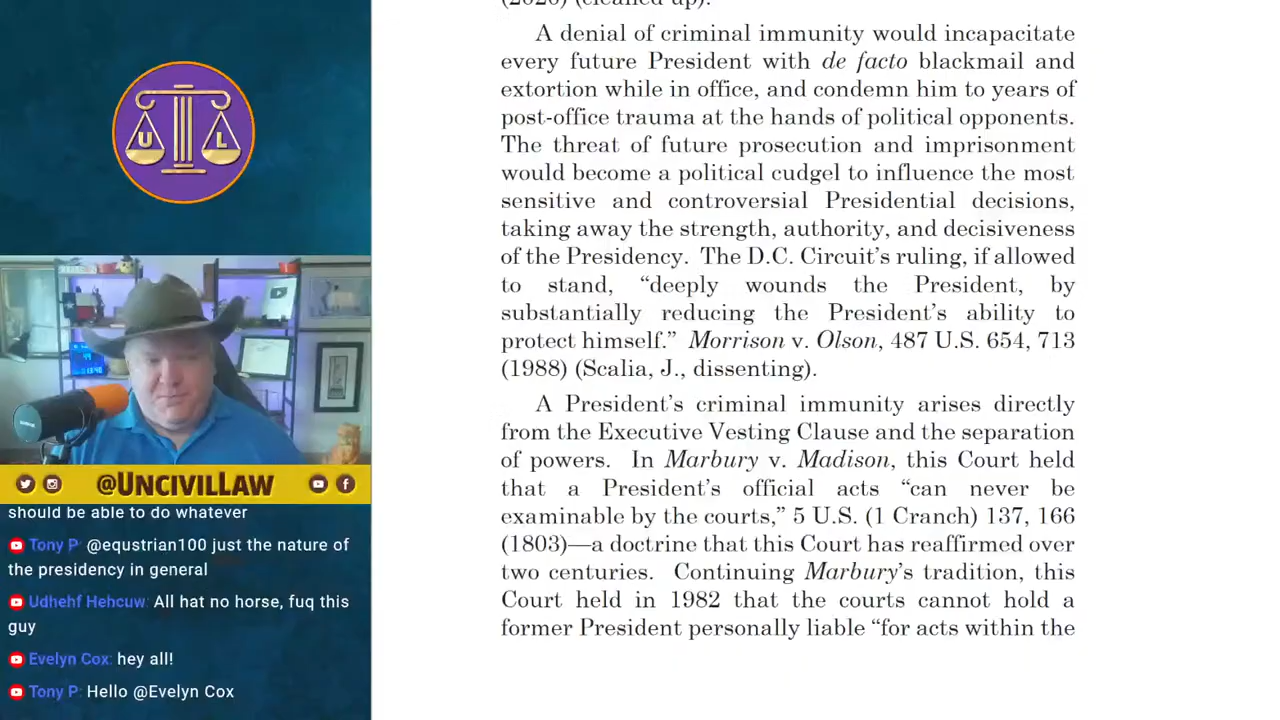 (2020) (cleaned up).
A denial of criminal immunity would incapacitate
every future President with de facto blackmail and
extortion while in office, and condemn him to years of
post-office trauma at the hands of political opponents.
The threat of future prosecution and imprisonment
would become a political cudgel to influence the most
sensitive and controversial Presidential decisions,
taking away the strength, authority, and decisiveness
of the Presidency. The D.C. Circuit's ruling, if allowed
to stand, “deeply wounds the President, by
substantially reducing the President's ability to
protect himself.” Morrison v. Olson, 487 U.S. 654, 713
(1988) (Scalia, J., dissenting).
A President's criminal immunity arises directly
from the Executive Vesting Clause and the separation
of powers. In Marbury v. Madison, this Court held
that a President's official acts “can never be
examinable by the courts,” 5 U.S. (1 Cranch) 137, 166
(1803)—a doctrine that this Court has reaffirmed over
two centuries. Continuing Marbury's tradition, this
Court held in 1982 that the courts cannot hold a
former President personally liable “for acts within the
U L
@UNCIVILLAW
should be able to do whatever
Tony P: @equstrian100 just the nature of
the presidency in general
Udhehf Hehcuw: All hat no horse, fuq this
guy
Evelyn Cox: hey all!
Tony P: Hello @Evelyn Cox